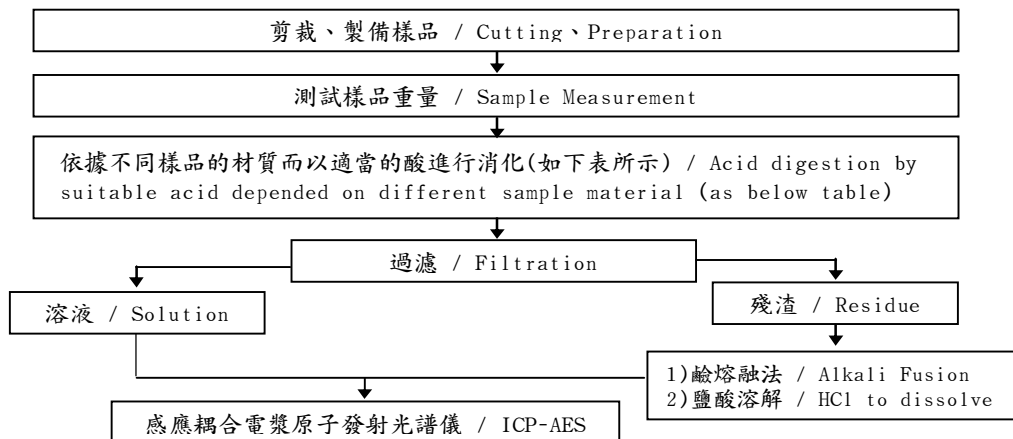 剪裁、製備樣品 / Cutting、Preparation
測試樣品重量 / Sample Measurement
依據不同樣品的材質而以適當的酸進行消化(如下表所示) / Acid digestion by
suitable acid depended on different sample material (as below table)
過濾 / Filtration
溶液 / Solution
殘渣 / Residue
1)鹼熔融法 / Alkali Fusion
2)鹽酸溶解 / HCl to dissolve
感應耦合電漿原子發射光譜儀 / ICP-AES